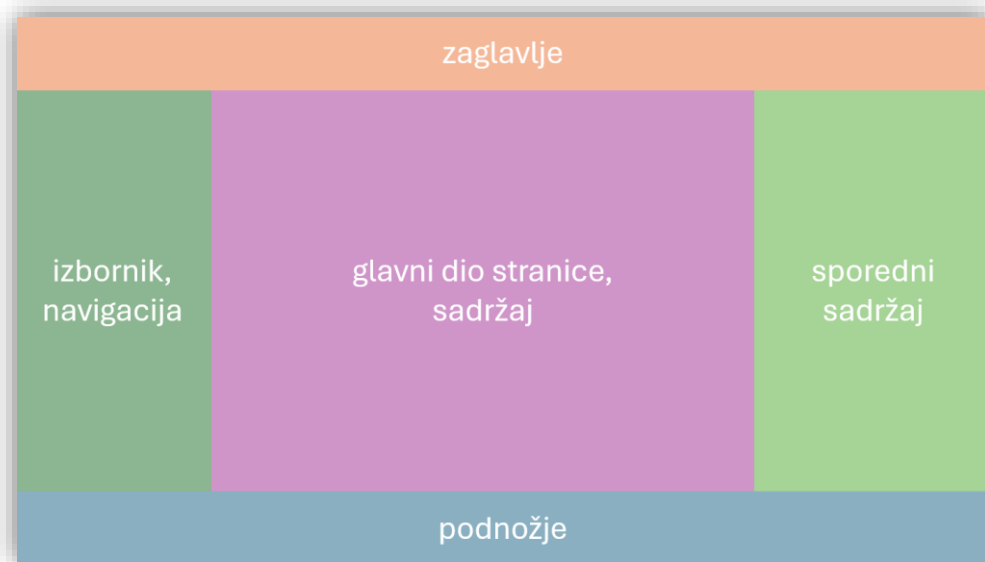 zaglavlje
izbornik,
navigacija
glavni dio stranice,
sadržaj
sporedni
sadržaj
podnožje